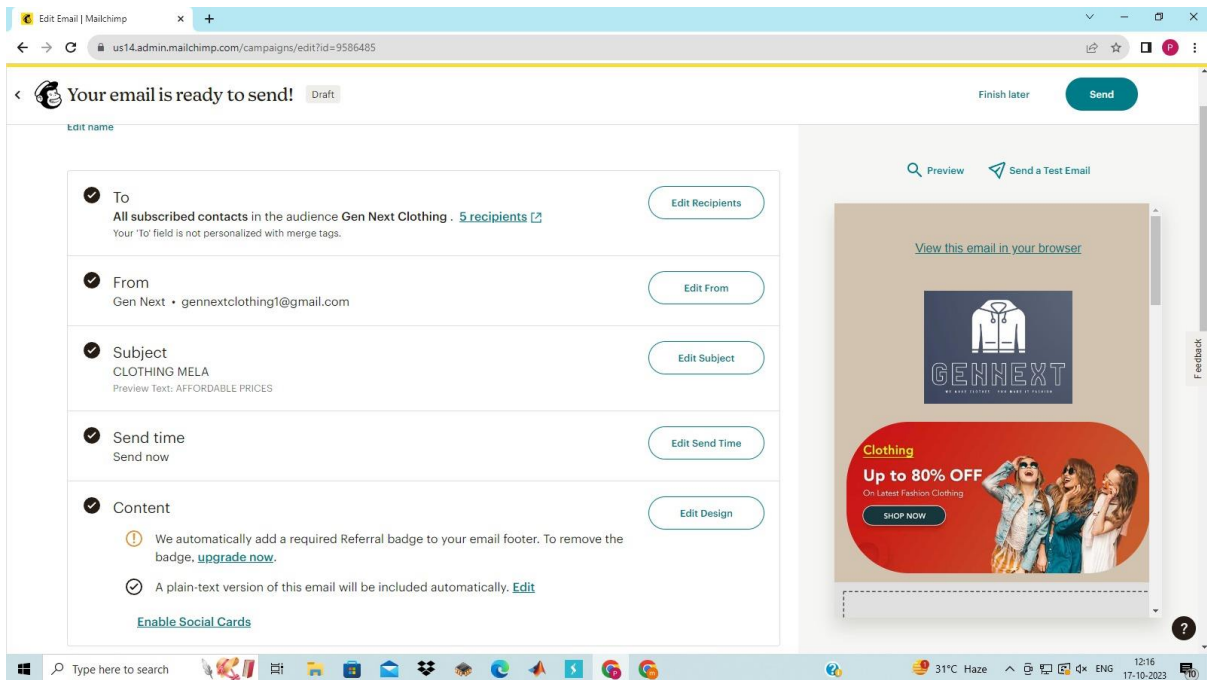 Edit Email | Mailchimp
us14.admin.mailchimp.com/campaigns/edit?id=9586485
P
Your email is ready to send! Draft
Finish later
Send
Edit name
To
All subscribed contacts in the audience Gen Next Clothing . 5 recipients
Your 'To' field is not personalized with merge tags.
Edit Recipients
From
Gen Next • gennextclothing1@gmail.com
Edit From
Subject
CLOTHING MELA
Preview Text: AFFORDABLE PRICES
Edit Subject
Send time
Send now
Edit Send Time
Content
Edit Design
We automatically add a required Referral badge to your email footer. To remove the
badge, upgrade now.
A plain-text version of this email will be included automatically. Edit
Enable Social Cards
Preview
Send a Test Email
View this email in your browser
GENNEXT
WE MAKE CLOTHES, YOU MAKE IT FASHION
Clothing
Up to 80% OFF
On Latest Fashion Clothing
SHOP NOW
Feedback
?
Type here to search
31°C Haze
ENG
12:16
17-10-2023